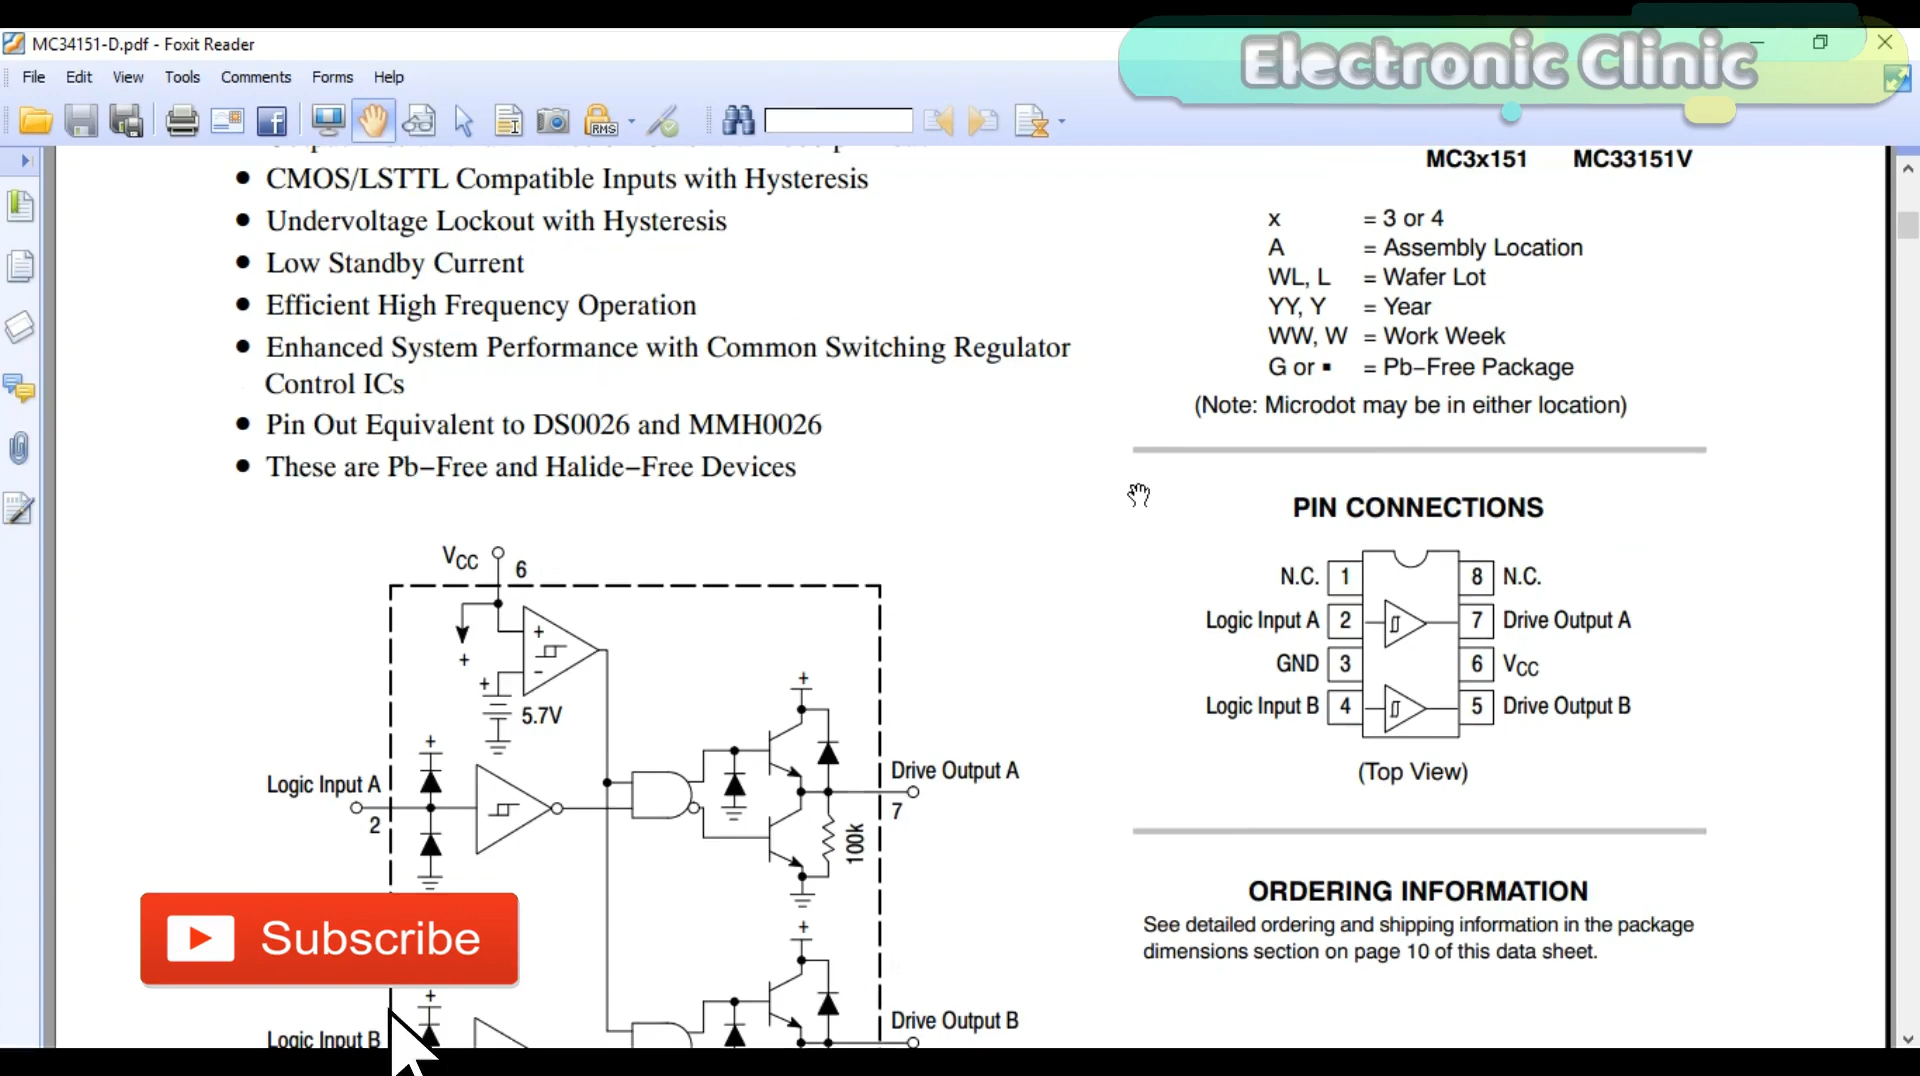 MC34151-D.pdf - Foxit Reader
Electronic Clinic
File Edit View Tools Comments Forms Help
RMS
• CMOS/LSTTL Compatible Inputs with Hysteresis
• Undervoltage Lockout with Hysteresis
• Low Standby Current
• Efficient High Frequency Operation
• Enhanced System Performance with Common Switching Regulator
Control ICs
• Pin Out Equivalent to DS0026 and MMH0026
• These are Pb−Free and Halide−Free Devices
VCC
6
+
+
-
+
5.7V
+
+
Logic Input A
2
Drive Output A
7
100k
Subscribe
+
+
Logic Input B
Drive Output B
MC3x151 MC33151V
x = 3 or 4
A = Assembly Location
WL, L = Wafer Lot
YY, Y = Year
WW, W = Work Week
G or ▪ = Pb−Free Package
(Note: Microdot may be in either location)
PIN CONNECTIONS
N.C. 1 8 N.C.
Logic Input A 2 7 Drive Output A
GND 3 6 VCC
Logic Input B 4 5 Drive Output B
(Top View)
ORDERING INFORMATION
See detailed ordering and shipping information in the package
dimensions section on page 10 of this data sheet.